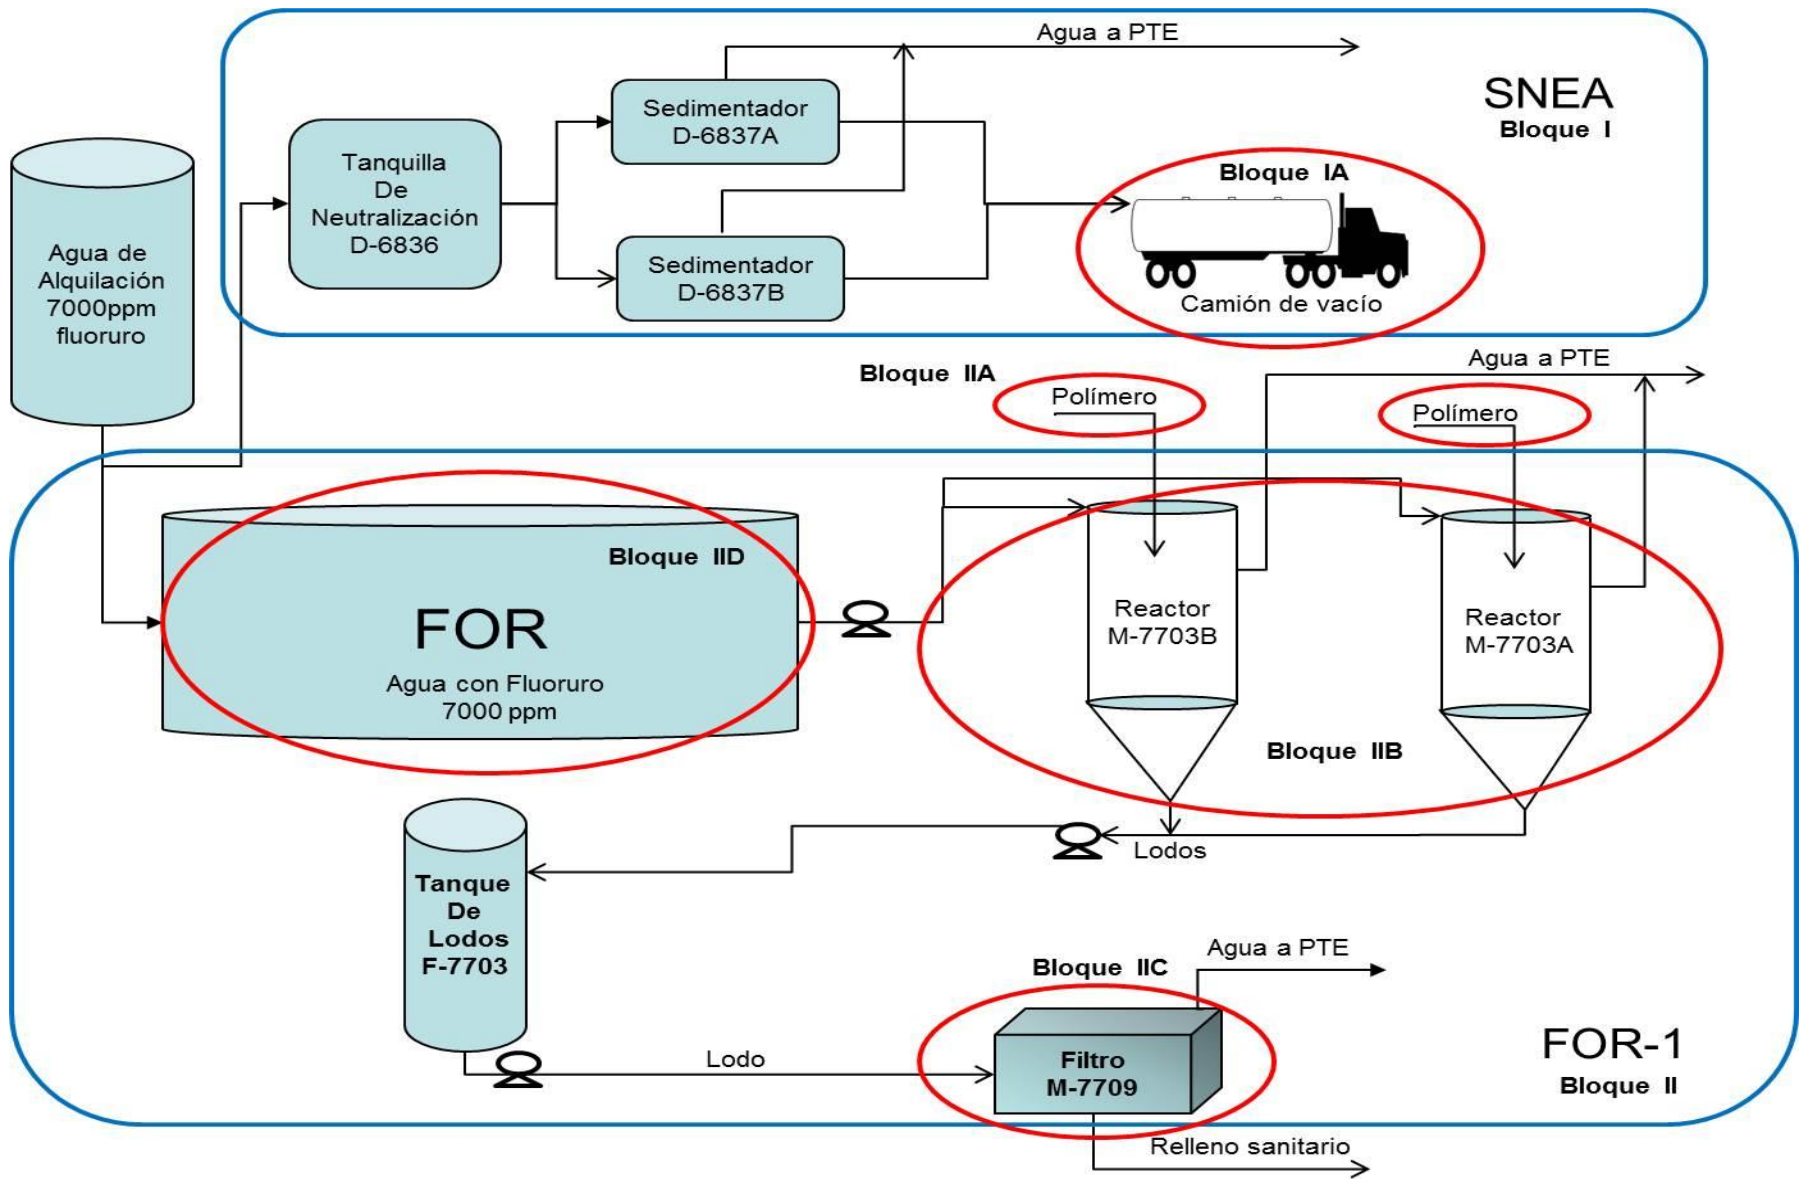 Agua a PTE
SNEA
Bloque I
Sedimentador
D-6837A
Tanquilla
De
Neutralización
D-6836
Bloque IA
Agua de
Alquilación
7000ppm
fluoruro
Sedimentador
D-6837B
Camión de vacío
Agua a PTE
Bloque IIA
Polímero
Polímero
Bloque IID
FOR
Agua con Fluoruro
7000 ppm
Reactor
M-7703B
Reactor
M-7703A
Bloque IIB
Lodos
Tanque
De
Lodos
F-7703
Agua a PTE
Bloque IIC
Lodo
Filtro
M-7709
FOR-1
Bloque II
Relleno sanitario